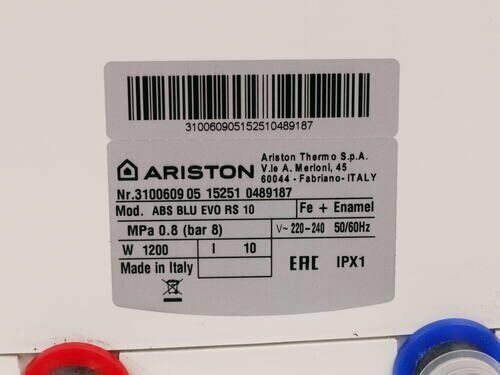 310060905152510489187
ARISTON
Ariston Thermo S.p.A.
V.le A. Merloni, 45
60044 - Fabriano- ITALY
Nr.3100609 05 15251 0489187
Mod. ABS BLU EVO RS 10 Fe + Enamel
MPa 0.8 (bar 8) V~ 220-240 50/60Hz
W 1200 l 10
Made in Italy EAC IPX1